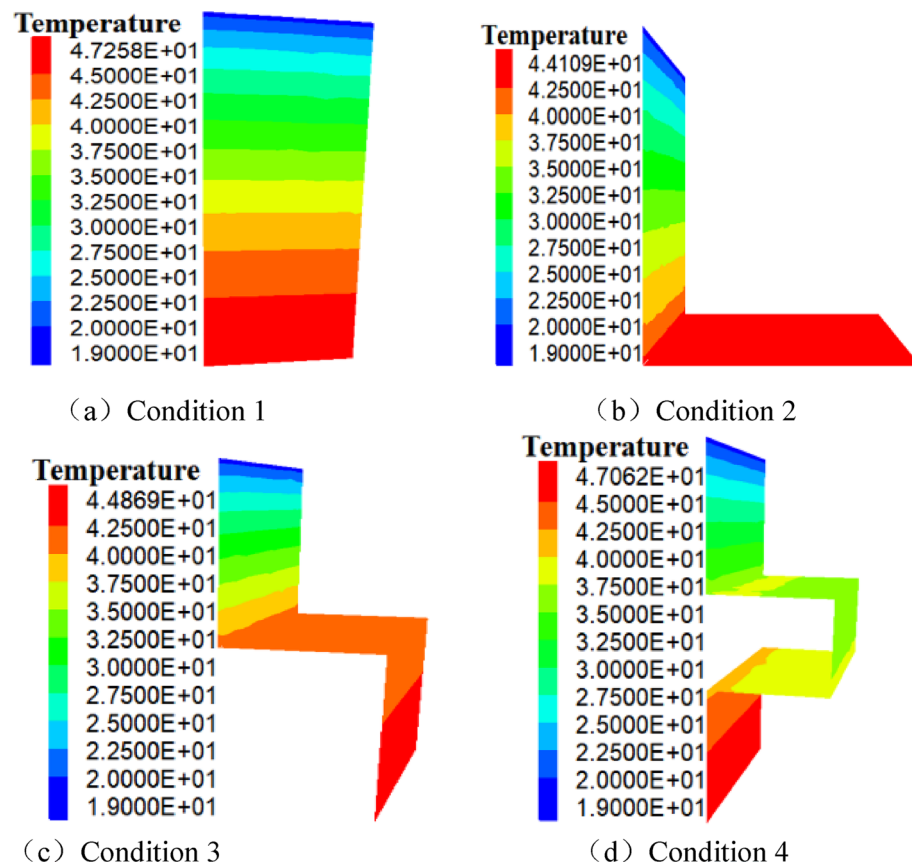 Temperature
4.7258E+01
4.5000E+01
4.2500E+01
4.0000E+01
3.7500E+01
3.5000E+01
3.2500E+01
3.0000E+01
2.7500E+01
2.5000E+01
2.2500E+01
2.0000E+01
1.9000E+01
（a）Condition 1
Temperature
4.4109E+01
4.2500E+01
4.0000E+01
3.7500E+01
3.5000E+01
3.2500E+01
3.0000E+01
2.7500E+01
2.5000E+01
2.2500E+01
2.0000E+01
1.9000E+01
（b）Condition 2
Temperature
4.4869E+01
4.2500E+01
4.0000E+01
3.7500E+01
3.5000E+01
3.2500E+01
3.0000E+01
2.7500E+01
2.5000E+01
2.2500E+01
2.0000E+01
1.9000E+01
（c）Condition 3
Temperature
4.7062E+01
4.5000E+01
4.2500E+01
4.0000E+01
3.7500E+01
3.5000E+01
3.2500E+01
3.0000E+01
2.7500E+01
2.5000E+01
2.2500E+01
2.0000E+01
1.9000E+01
（d）Condition 4